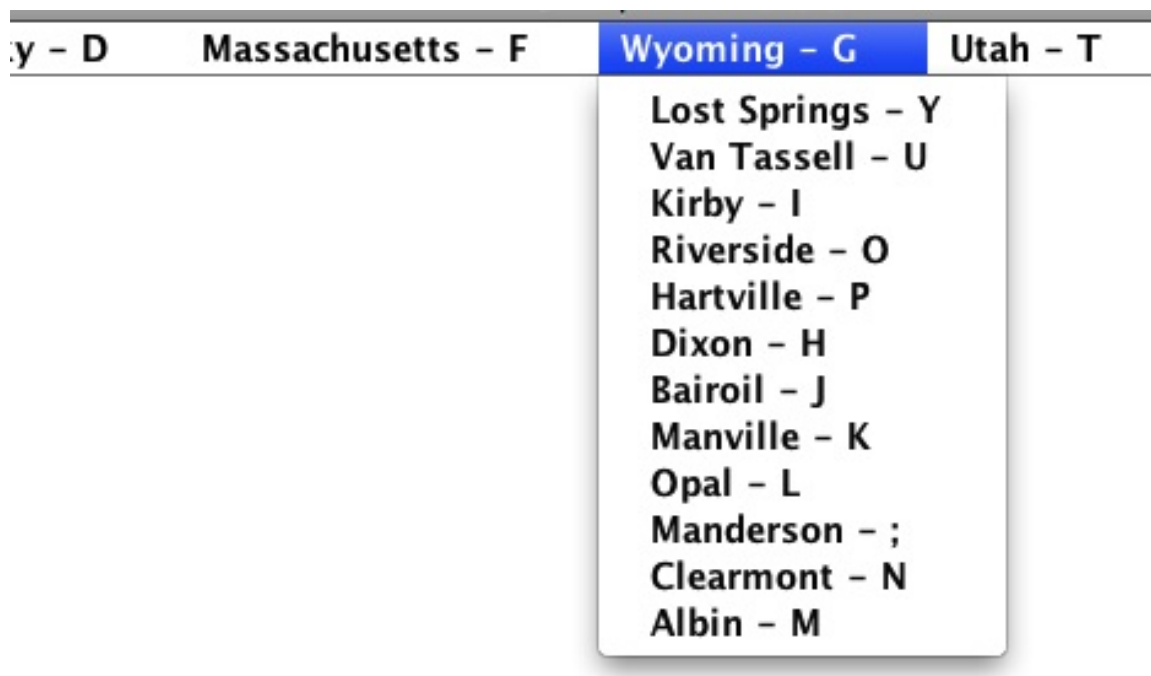 y – D Massachusetts – F Wyoming – G Utah – T
Lost Springs – Y
Van Tassell – U
Kirby – I
Riverside – O
Hartville – P
Dixon – H
Bairoil – J
Manville – K
Opal – L
Manderson – ;
Clearmont – N
Albin – M